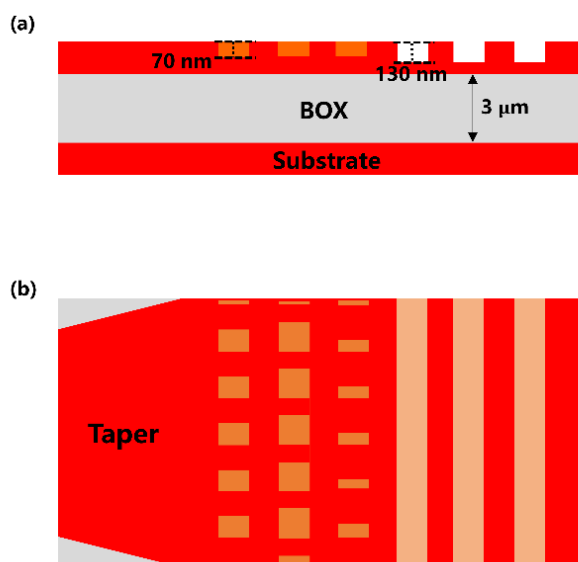 (a)
70 nm
130 nm
BOX
3 μm
Substrate
(b)
Taper